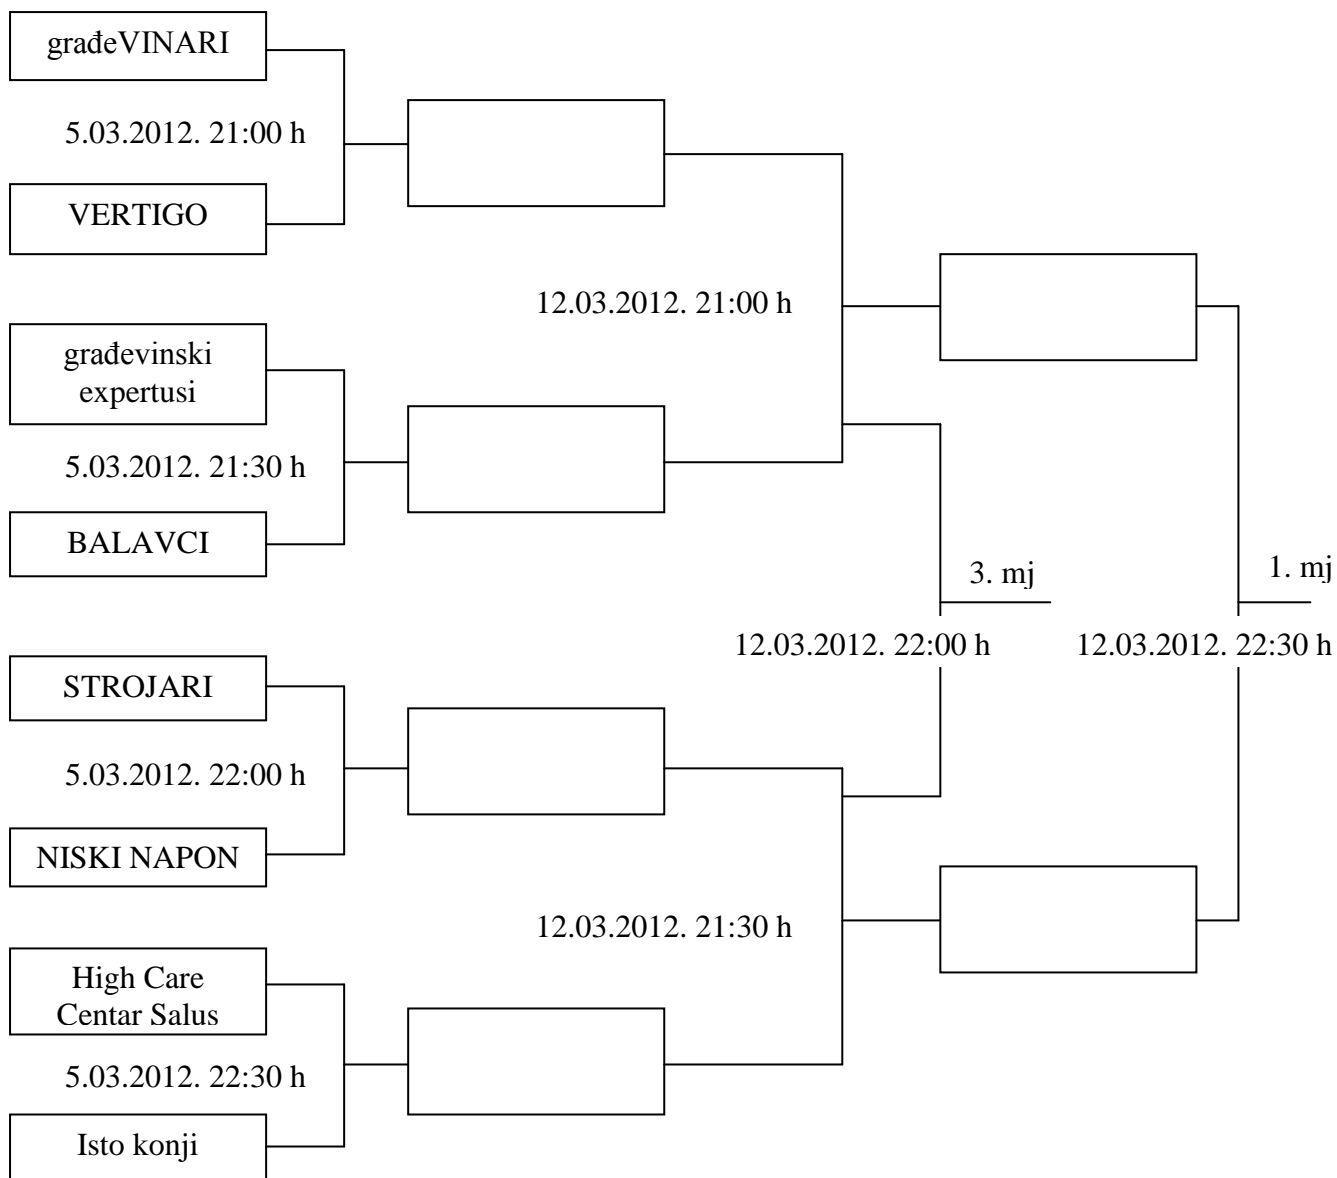 građeVINARI
5.03.2012. 21:00 h
VERTIGO
12.03.2012. 21:00 h
građevinski
expertusi
5.03.2012. 21:30 h
BALAVCI
3. mj
1. mj
12.03.2012. 22:00 h
12.03.2012. 22:30 h
STROJARI
5.03.2012. 22:00 h
NISKI NAPON
12.03.2012. 21:30 h
High Care
Centar Salus
5.03.2012. 22:30 h
Isto konji